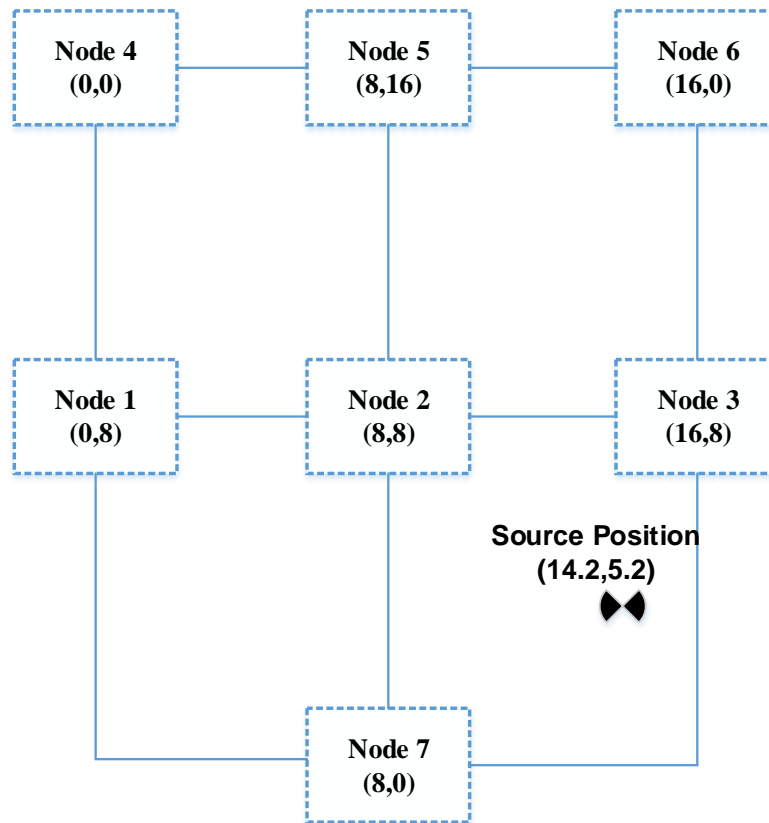 Node 4
(0,0)
Node 5
(8,16)
Node 6
(16,0)
Node 1
(0,8)
Node 2
(8,8)
Node 3
(16,8)
Source Position
(14.2,5.2)
Node 7
(8,0)